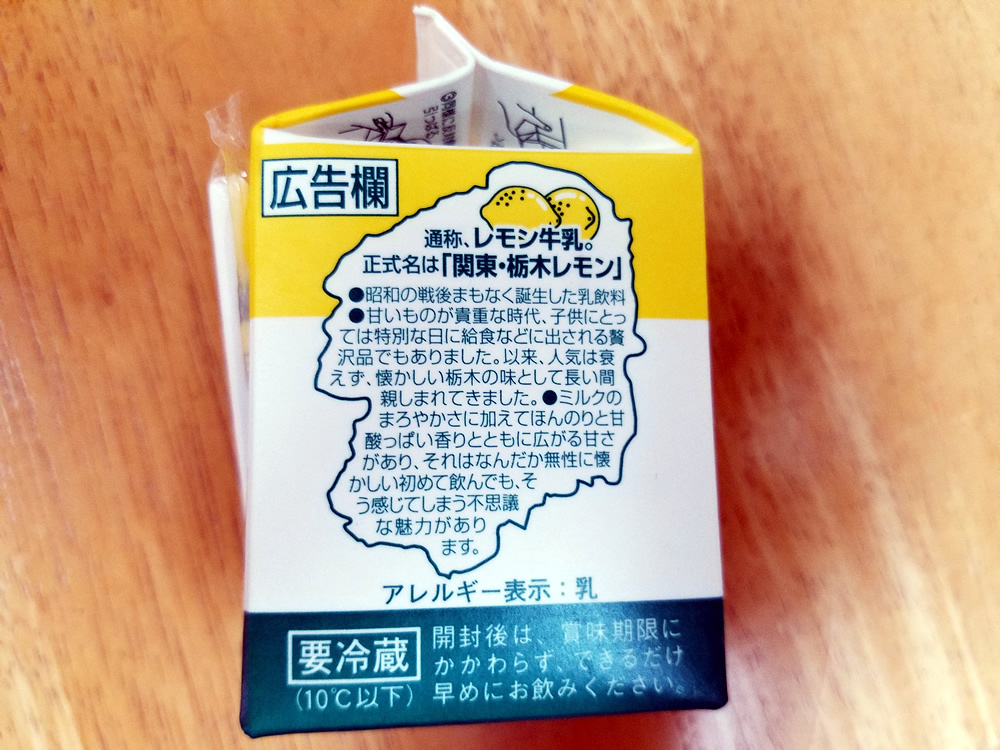 広告欄
通称、レモン牛乳。
正式名は「関東・栃木レモン」
●昭和の戦後まもなく誕生した乳飲料
●甘いものが貴重な時代、子供にとっ
ては特別な日に給食などに出される贅
沢品でもありました。以来、人気は衰
えず、懐かしい栃木の味として長い間
親しまれてきました。●ミルクの
まろやかさに加えてほんのりと甘
酸っぱい香りとともに広がる甘さ
があり、それはなんだか無性に懐
かしい初めて飲んでも、そ
う感じてしまう不思議
な魅力があり
ます。
アレルギー表示：乳
要冷蔵
(10℃以下)
開封後は、賞味期限に
かかわらず、できるだけ
早めにお飲みください。